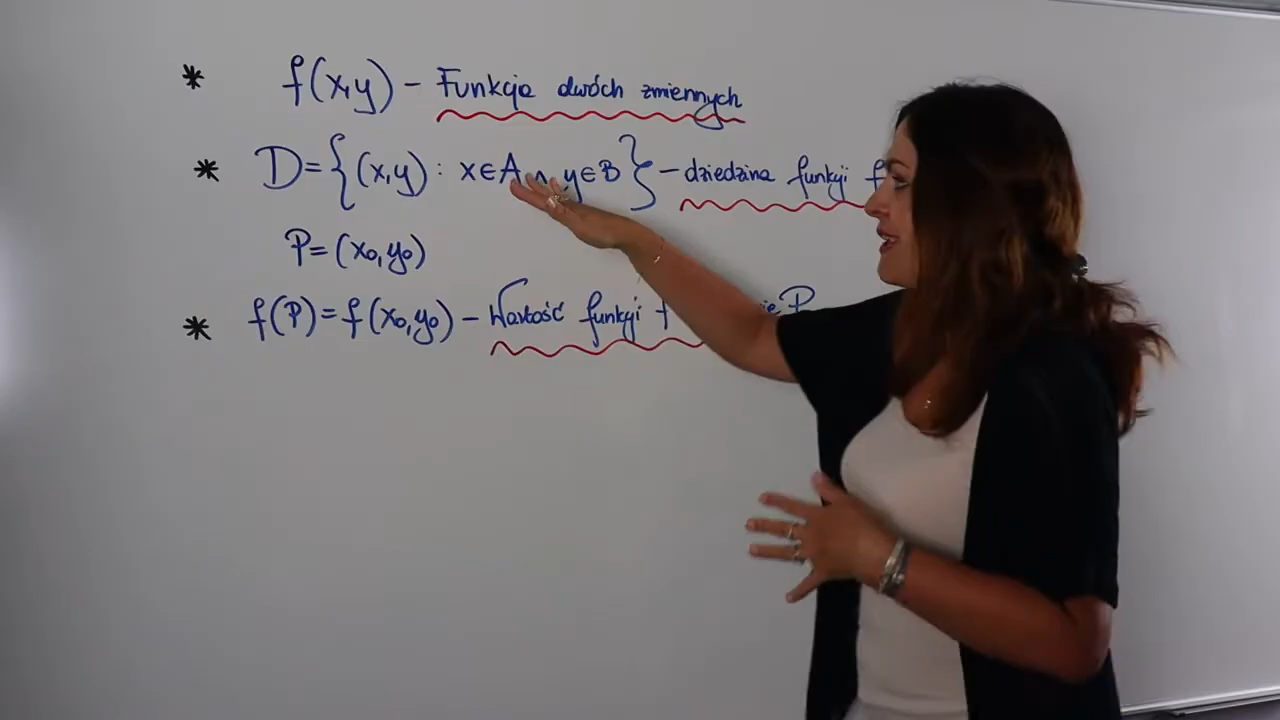 * f(x,y) – Funkcja dwóch zmiennych
* D={(x,y): x∈A ∧ y∈B} – dziedzina funkcji f
P=(x₀,y₀)
* f(P)=f(x₀,y₀) – Wartość funkcji f P